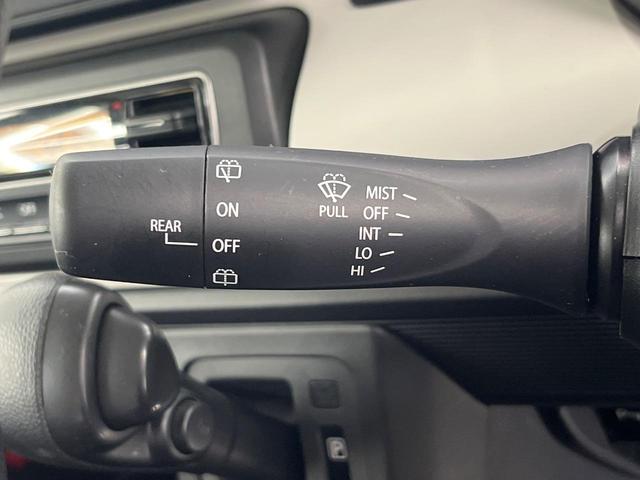 REAR
ON
OFF
PULL
MIST
OFF
INT
LO
HI
P